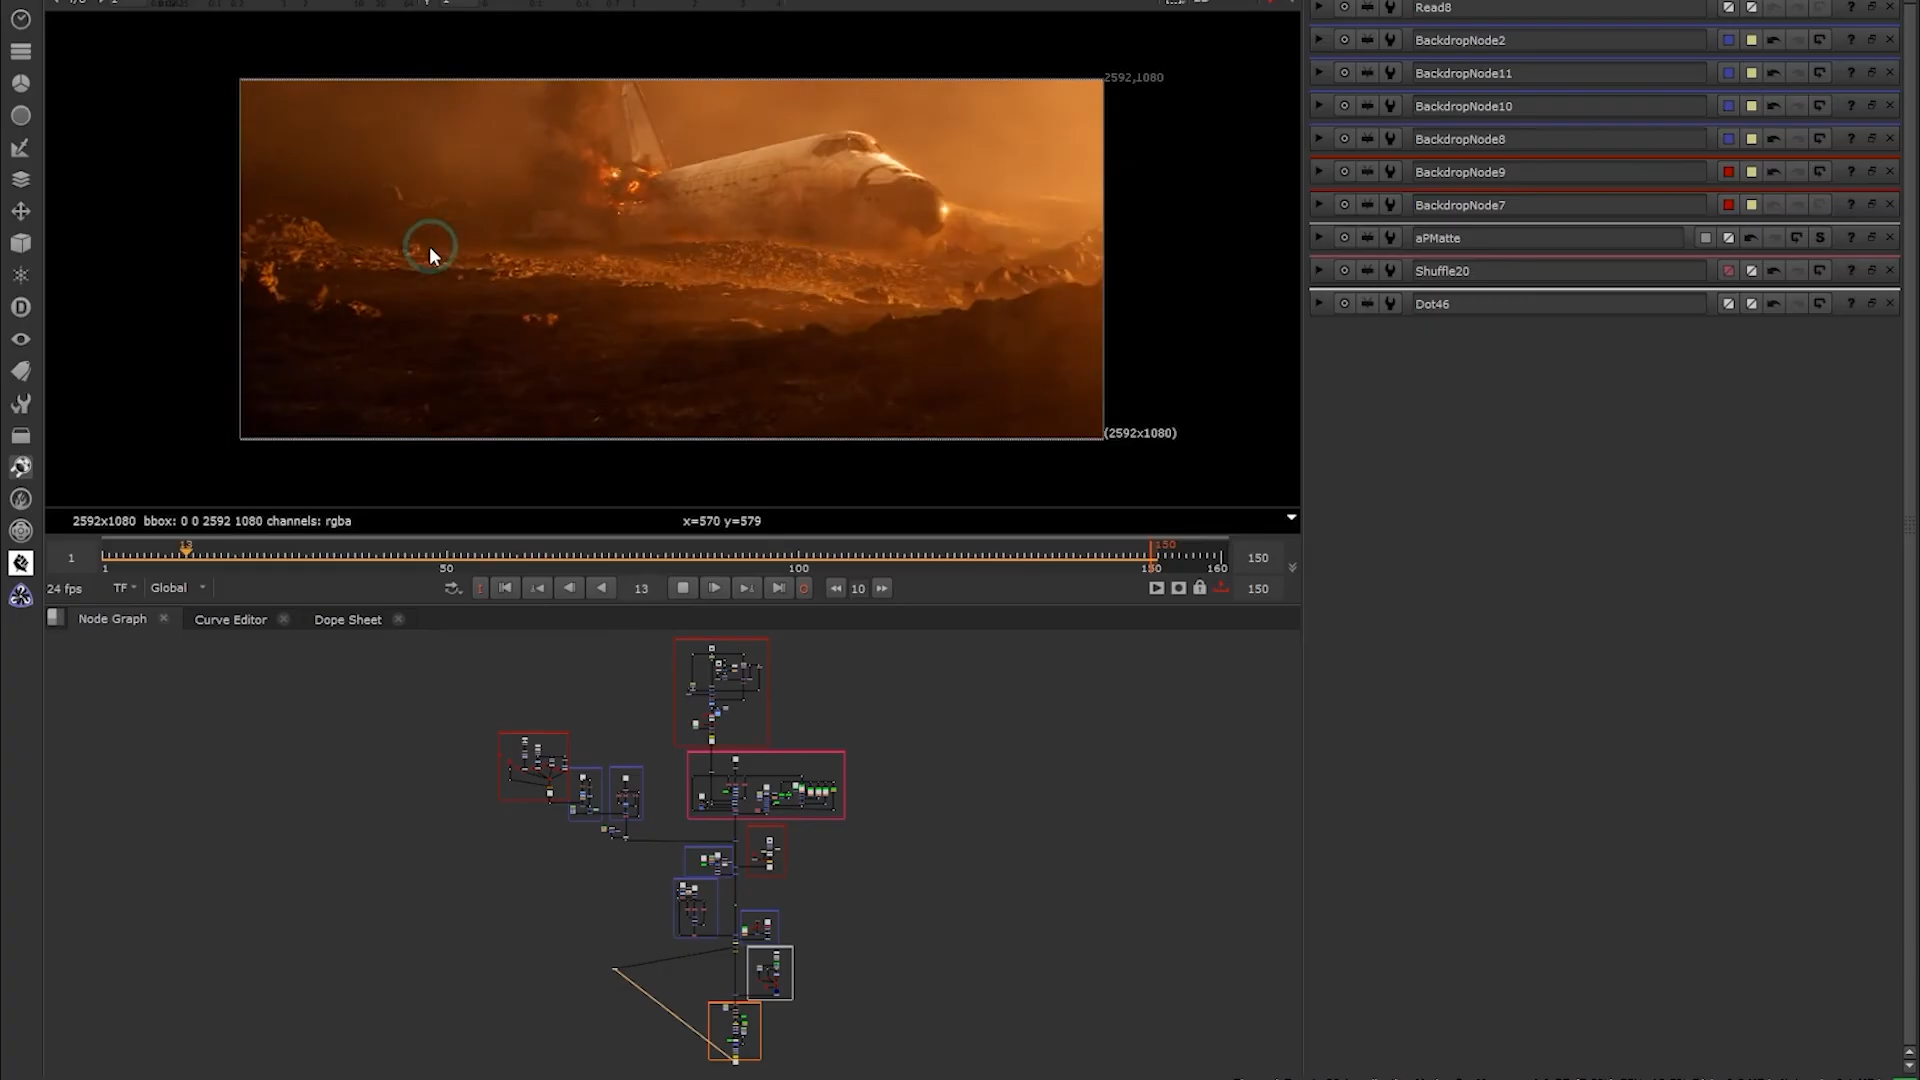 Read8
BackdropNode2
BackdropNode11
BackdropNode10
BackdropNode8
BackdropNode9
BackdropNode7
aPMatte
S
Shuffle20
Dot46
2592,1080
(2592x1080)
2592x1080 bbox: 0 0 2592 1080 channels: rgba
x=570 y=579
1
13
150
1
50
100
150
160
150
24 fps
TF
Global
13
10
150
Node Graph
Curve Editor
Dope Sheet